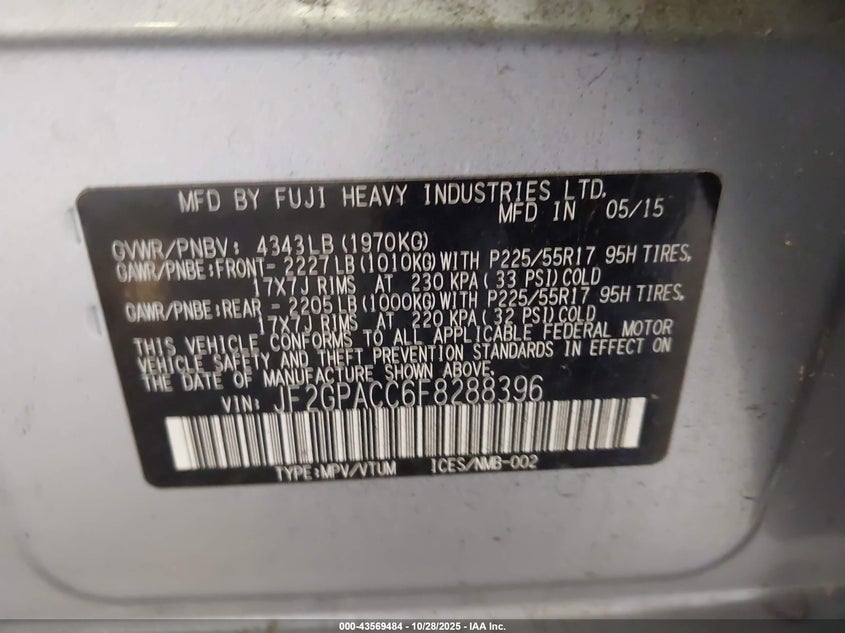 MFD BY FUJI HEAVY INDUSTRIES LTD.
MFD IN 05/15
GVWR/PNBV: 4343LB (1970KG)
GAWR/PNBE:FRONT- 2227LB (1010KG) WITH P225/55R17 95H TIRES,
17X7J RIMS AT 230 KPA (33 PSI) COLD
GAWR/PNBE:REAR - 2205LB (1000KG) WITH P225/55R17 95H TIRES,
17X7J RIMS AT 220 KPA (32 PSI) COLD
THIS VEHICLE CONFORMS TO ALL APPLICABLE FEDERAL MOTOR
VEHICLE SAFETY AND THEFT PREVENTION STANDARDS IN EFFECT ON
THE DATE OF MANUFACTURE SHOWN ABOVE.
VIN: JF2GPACC6F8288396
TYPE:MPV/VTUM ICES/NMB-002
000-43569484 | 10/28/2025 - IAA Inc.